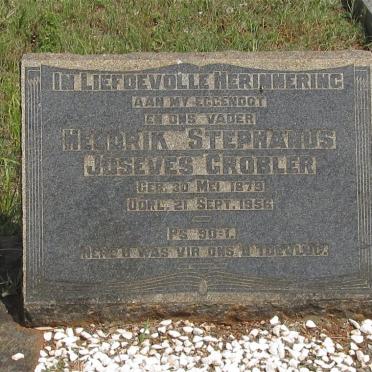 IN LIEFDEVOLLE HERINNERING
AAN MY EGGENOOT
EN ONS VADER
HENDRIK STEPHANUS
JOSEVES GROBLER
GEB. 30 MEI 1879
OORL. 21 SEPT. 1956
PS. 90:1.
HERE U WAS VIR ONS 'N TOEVLUG.